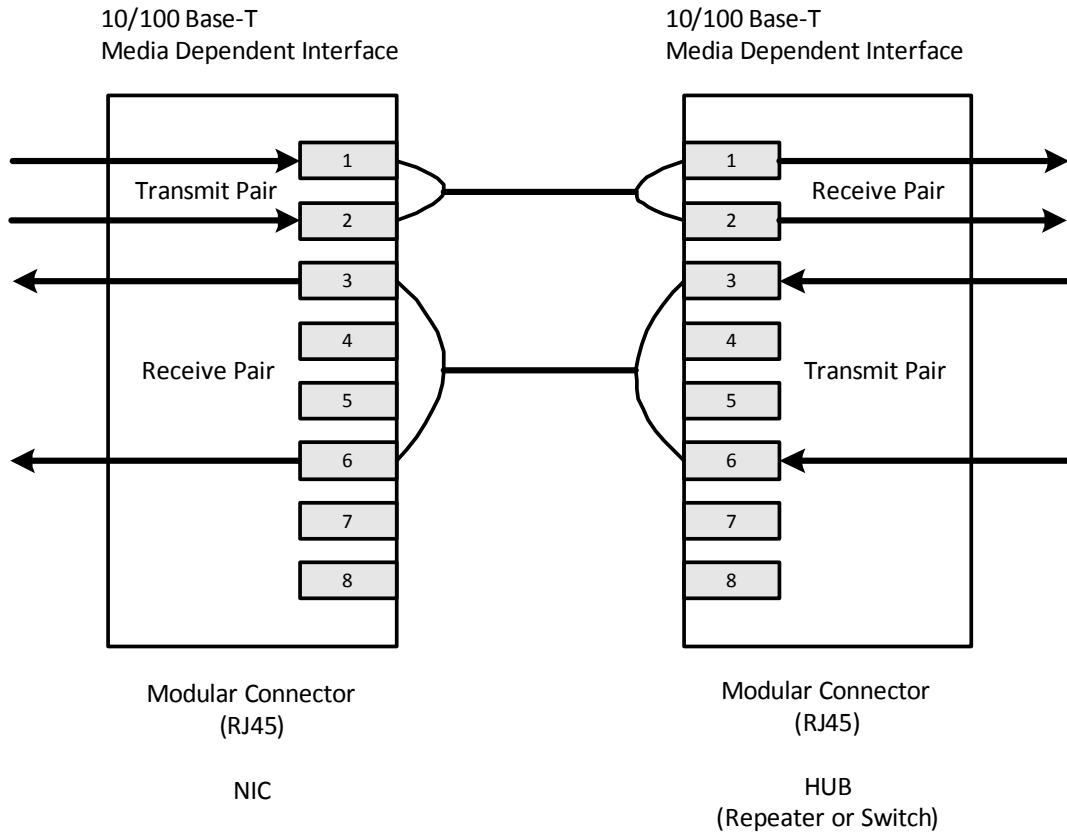 10/100 Base-T
Media Dependent Interface
10/100 Base-T
Media Dependent Interface
1
Transmit Pair
2
3
4
Receive Pair
5
6
7
8
1
Receive Pair
2
3
4
Transmit Pair
5
6
7
8
Modular Connector
(RJ45)
NIC
Modular Connector
(RJ45)
HUB
(Repeater or Switch)